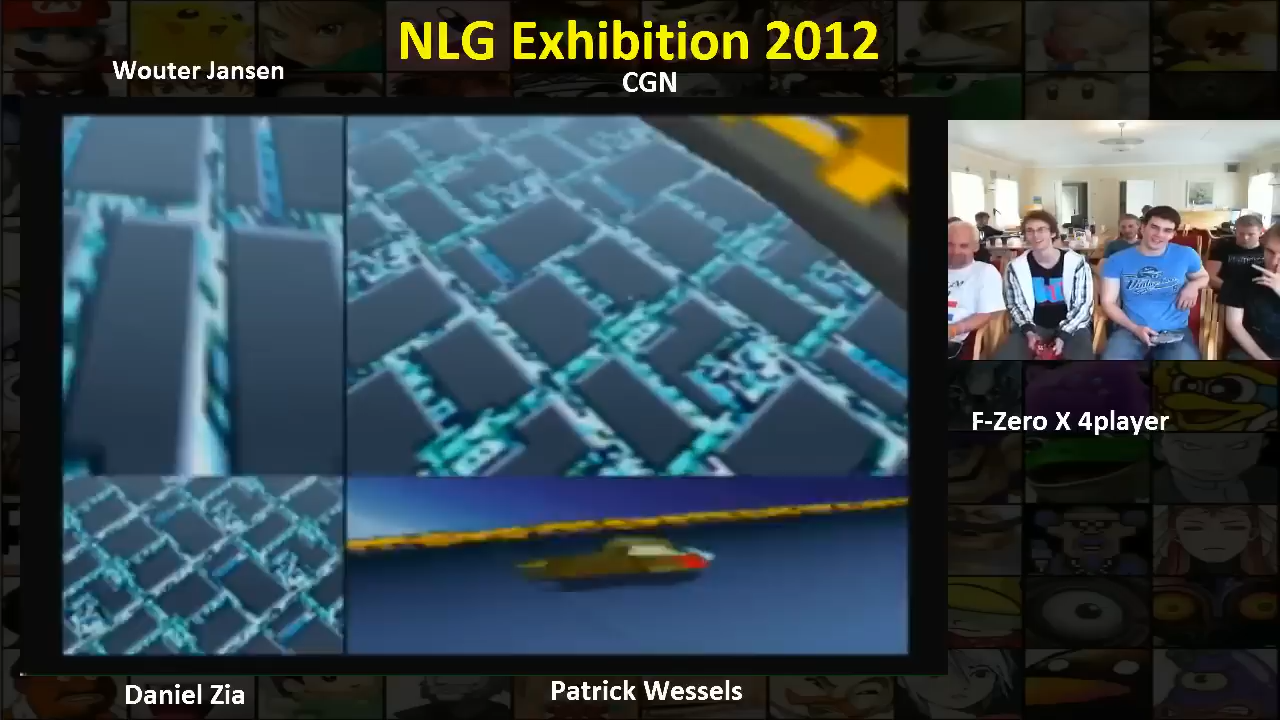 NLG Exhibition 2012
Wouter Jansen
CGN
F-Zero X 4player
Daniel Zia
Patrick Wessels